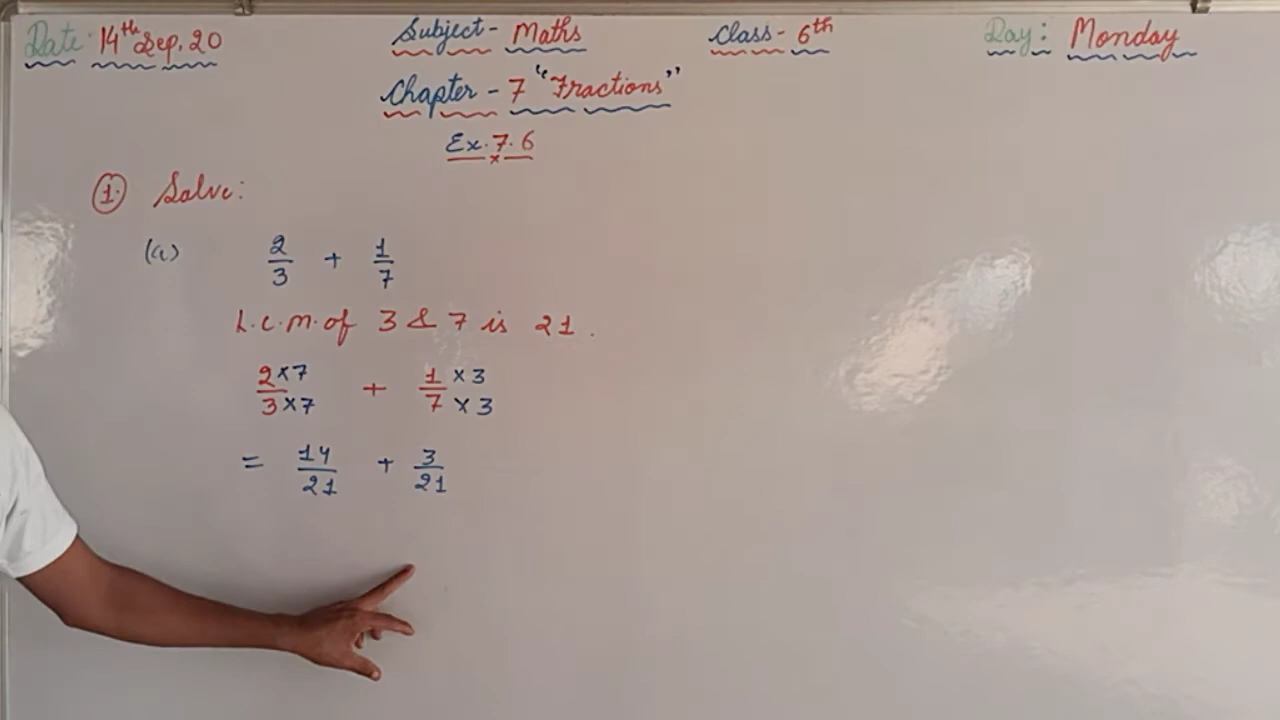 Date: 14th Sep, 20 Subject- Maths Class- 6th Day: Monday
Chapter - 7 "Fractions"
Ex. 7.6
1. Solve:
(a) 2/3 + 1/7
L.C.M. of 3 & 7 is 21.
2×7/3×7 + 1×3/7×3
= 14/21 + 3/21